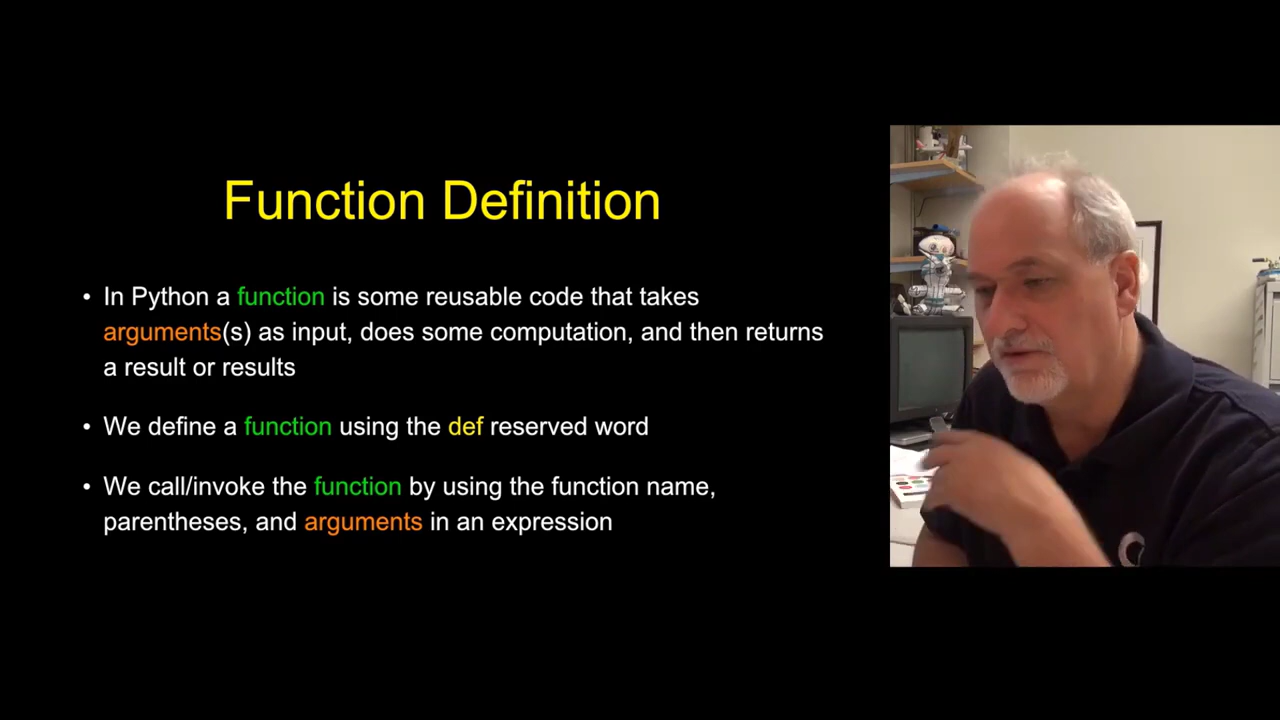 Function Definition
• In Python a function is some reusable code that takes
arguments(s) as input, does some computation, and then returns
a result or results
• We define a function using the def reserved word
• We call/invoke the function by using the function name,
parentheses, and arguments in an expression